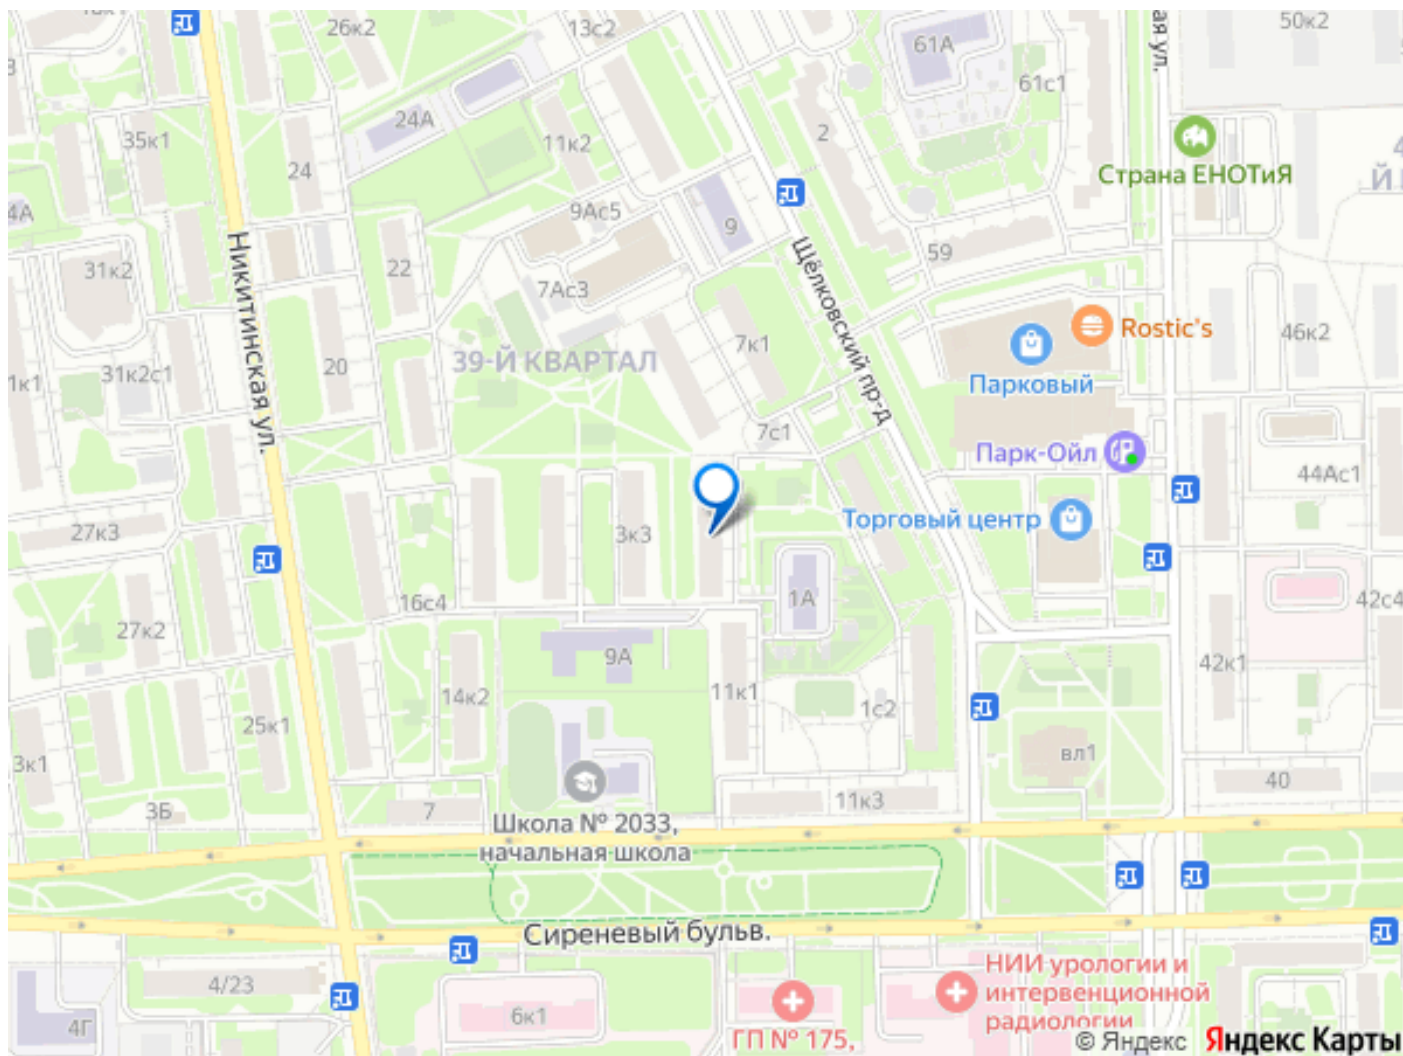 26к2
13с2
61А
50к2
ая ул.
61с1
24А
2
35к1
11к2
24
Страна ЕНОТиЯ
4А
9Ас5
9
Никитинская ул.
22
Щёлковский пр-д
59
31к2
7Ас3
7к1
Rostic's
46к2
39-Й КВАРТАЛ
20
31к2с1
1к1
Парковый
7с1
Парк-Ойл
44Ас1
27к3
3к3
Торговый центр
16с4
1А
42с4
27к2
9А
42к1
14к2
11к1
1с2
25к1
3к1
вл1
40
3Б
7
11к3
Школа № 2033,
начальная школа
Сиреневый бульв.
4/23
НИИ урологии и
интервенционной
радиологии
4Г
6к1
ГП № 175,
© Яндекс Яндекс Карты